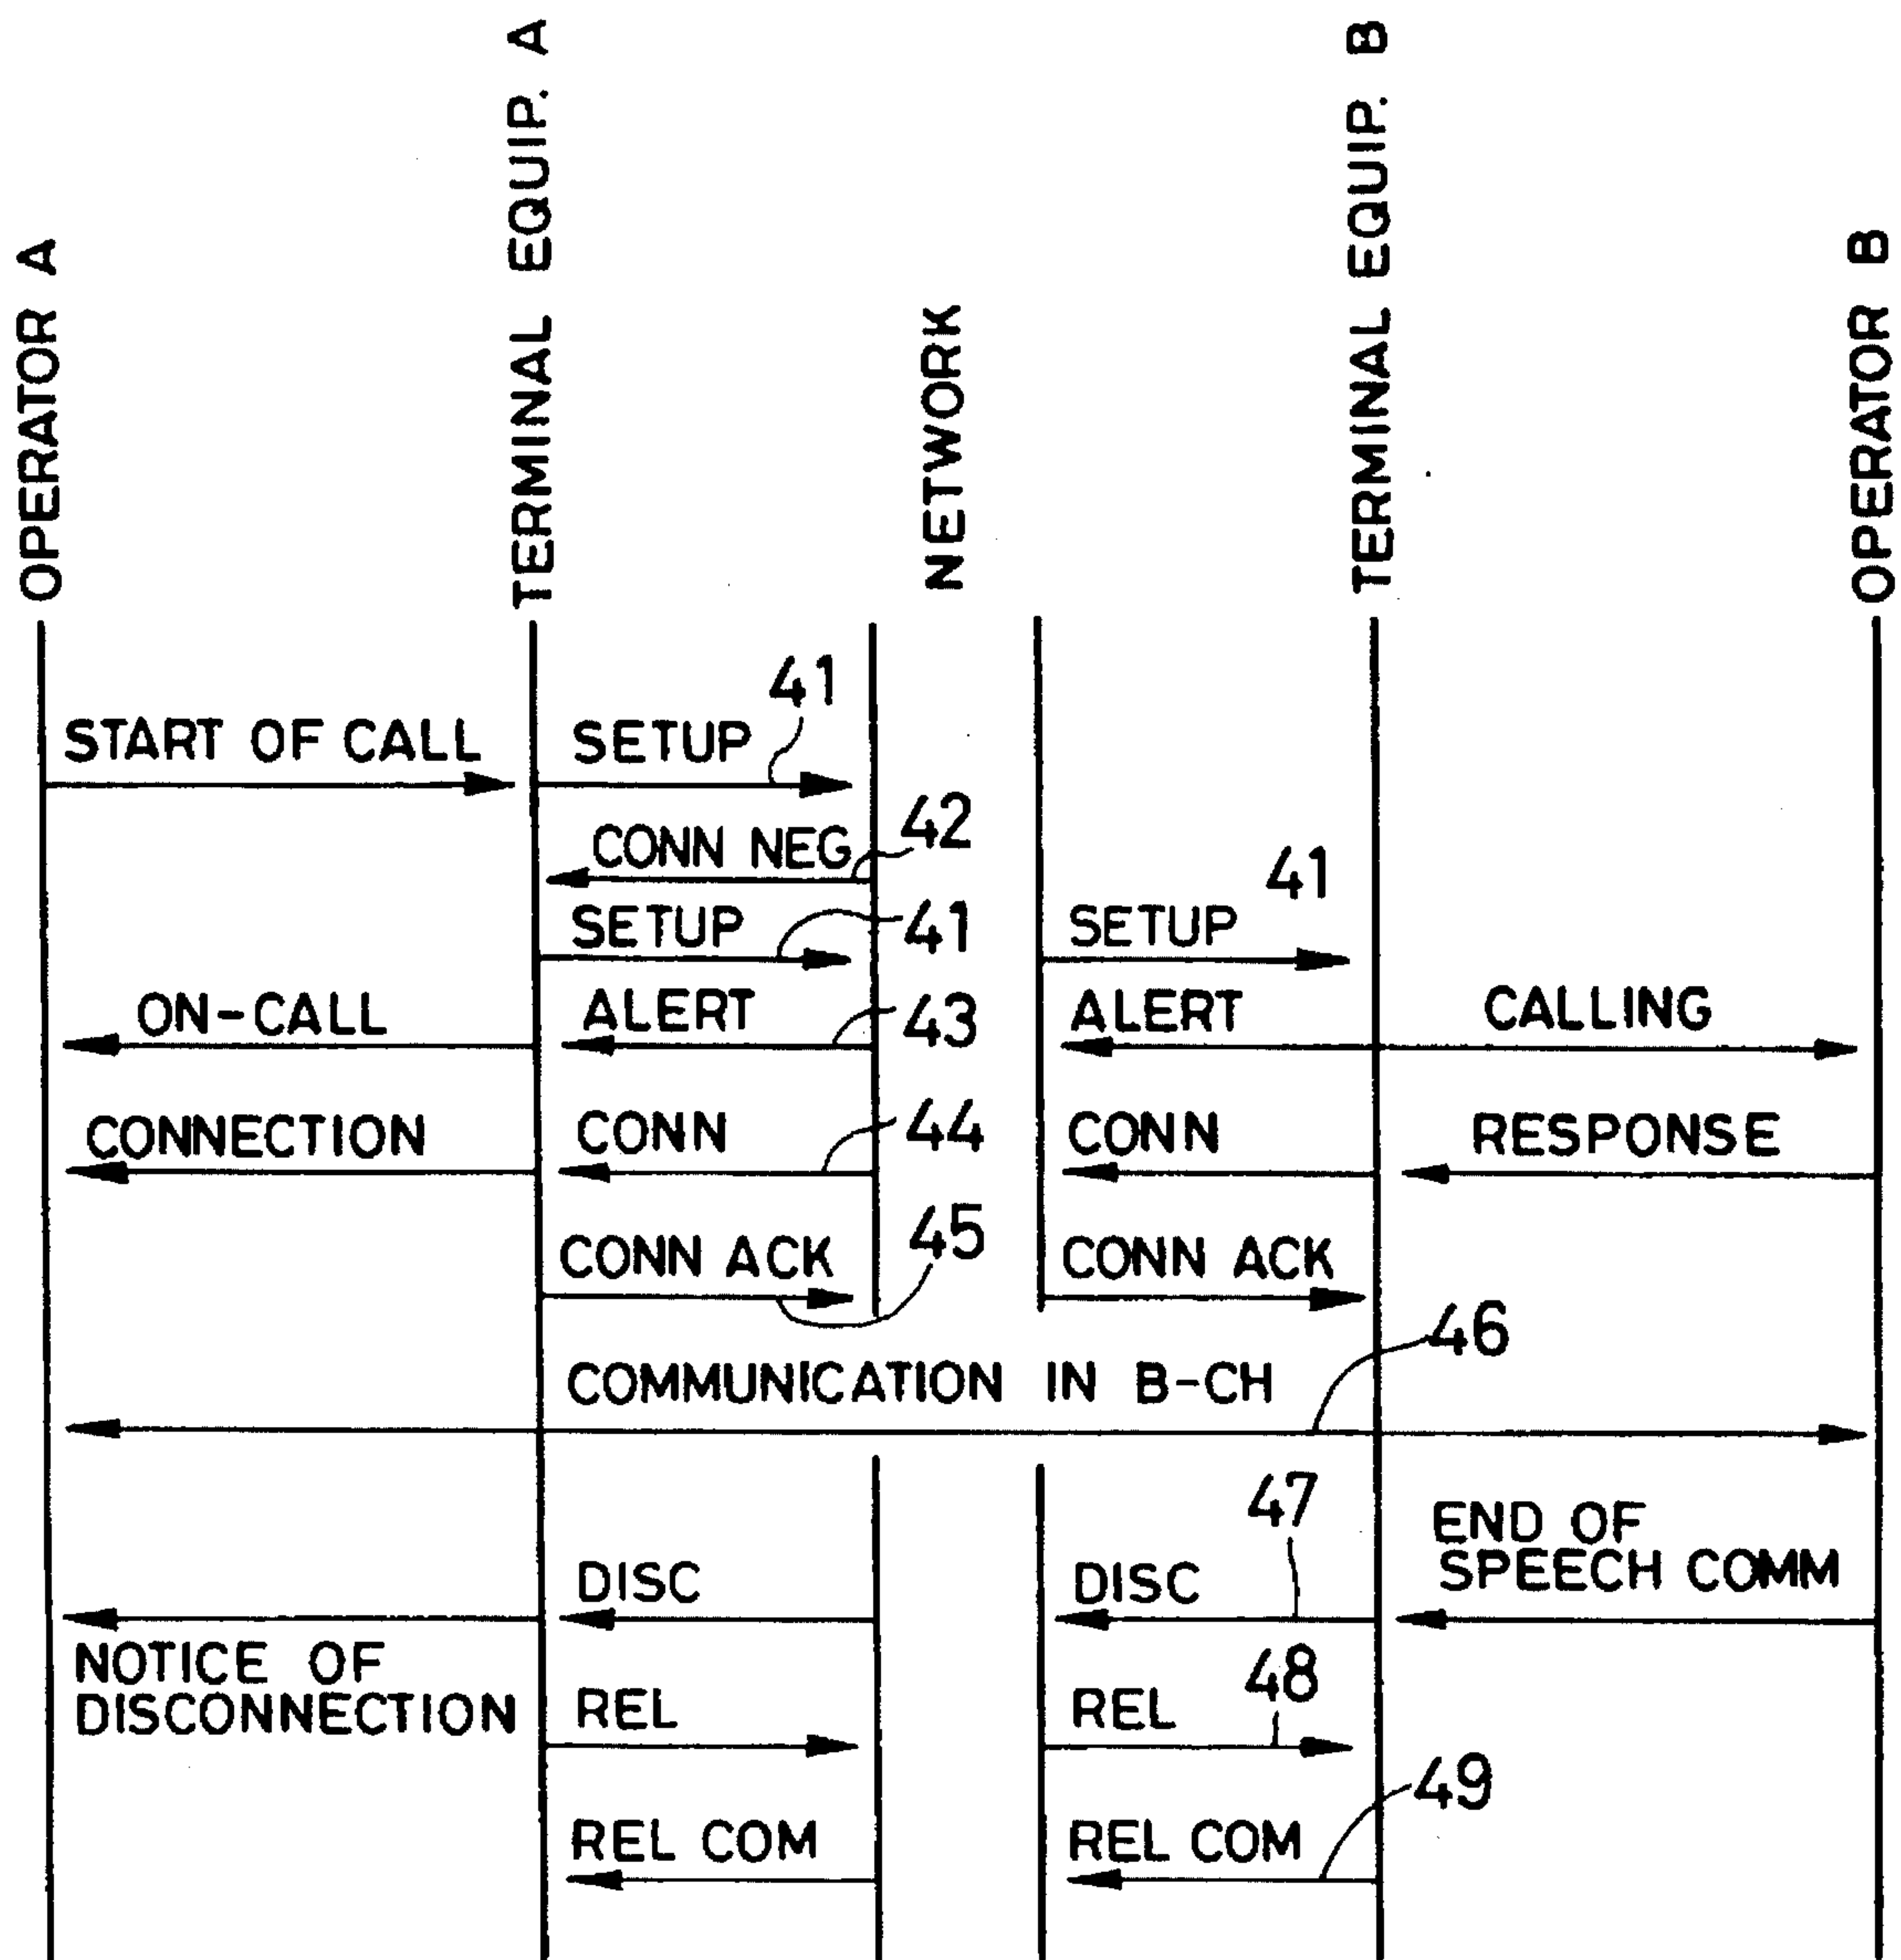 OPERATOR A
TERMINAL EQUIP. A
NETWORK
TERMINAL EQUIP. B
OPERATOR B
START OF CALL
SETUP
41
CONN NEG
42
SETUP
41
SETUP
41
ON-CALL
ALERT
43
ALERT
CALLING
CONNECTION
CONN
44
CONN
RESPONSE
CONN ACK
45
CONN ACK
COMMUNICATION IN B-CH
46
NOTICE OF
DISCONNECTION
DISC
DISC
47
END OF
SPEECH COMM
REL
REL
48
REL COM
REL COM
49